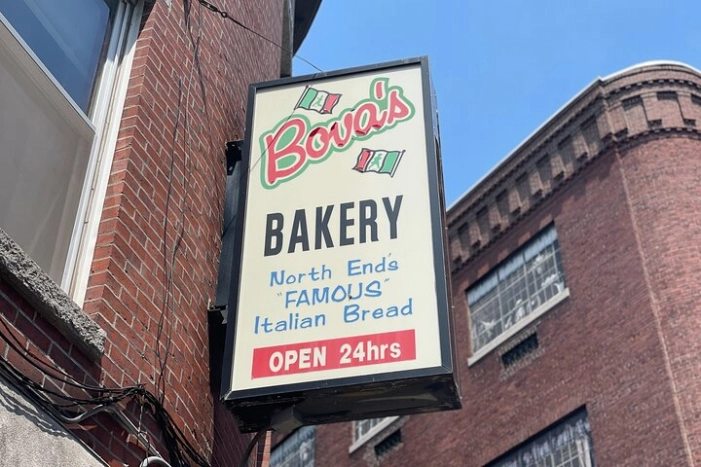 Bova's
BAKERY
North End's
"FAMOUS"
Italian Bread
OPEN 24hrs